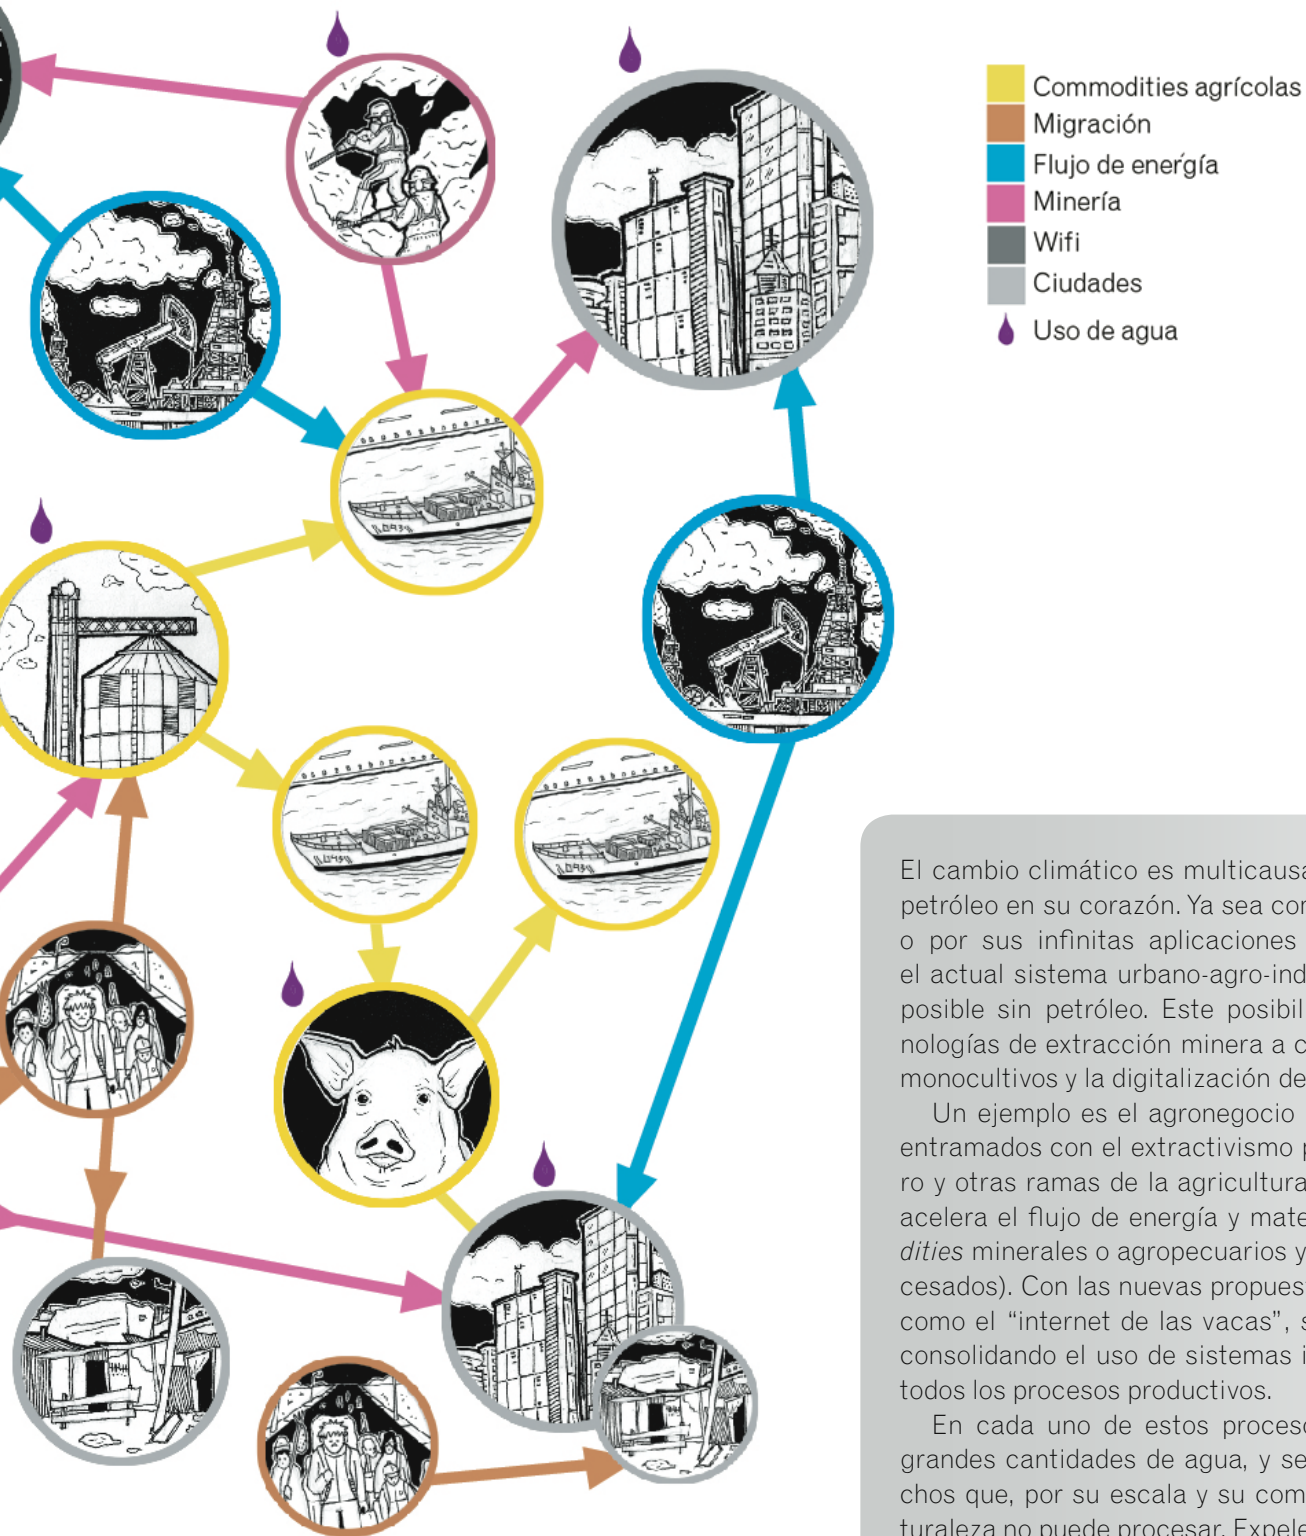 Commodities agrícolas
Migración
Flujo de energía
Minería
Wifi
Ciudades
Uso de agua
El cambio climático es multicausa
petróleo en su corazón. Ya sea con
o por sus infinitas aplicaciones
el actual sistema urbano-agro-ind
posible sin petróleo. Este posibil
nologías de extracción minera a c
monocultivos y la digitalización de
Un ejemplo es el agronegocio
entramados con el extractivismo p
ro y otras ramas de la agricultura
acelera el flujo de energía y mate
dities minerales o agropecuarios y
cesados). Con las nuevas propues
como el “internet de las vacas”, s
consolidando el uso de sistemas i
todos los procesos productivos.
En cada uno de estos proceso
grandes cantidades de agua, y se
chos que, por su escala y su com
turaleza no puede procesar. Expele